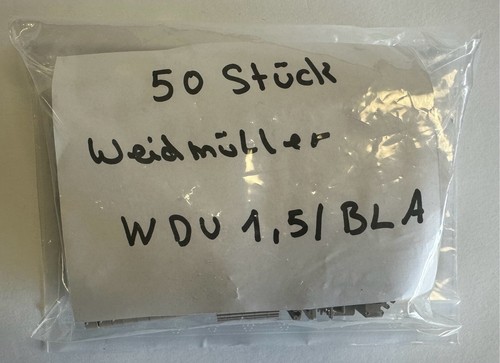 50 Stück
Weidmüller
WDU 1,5/ BLA